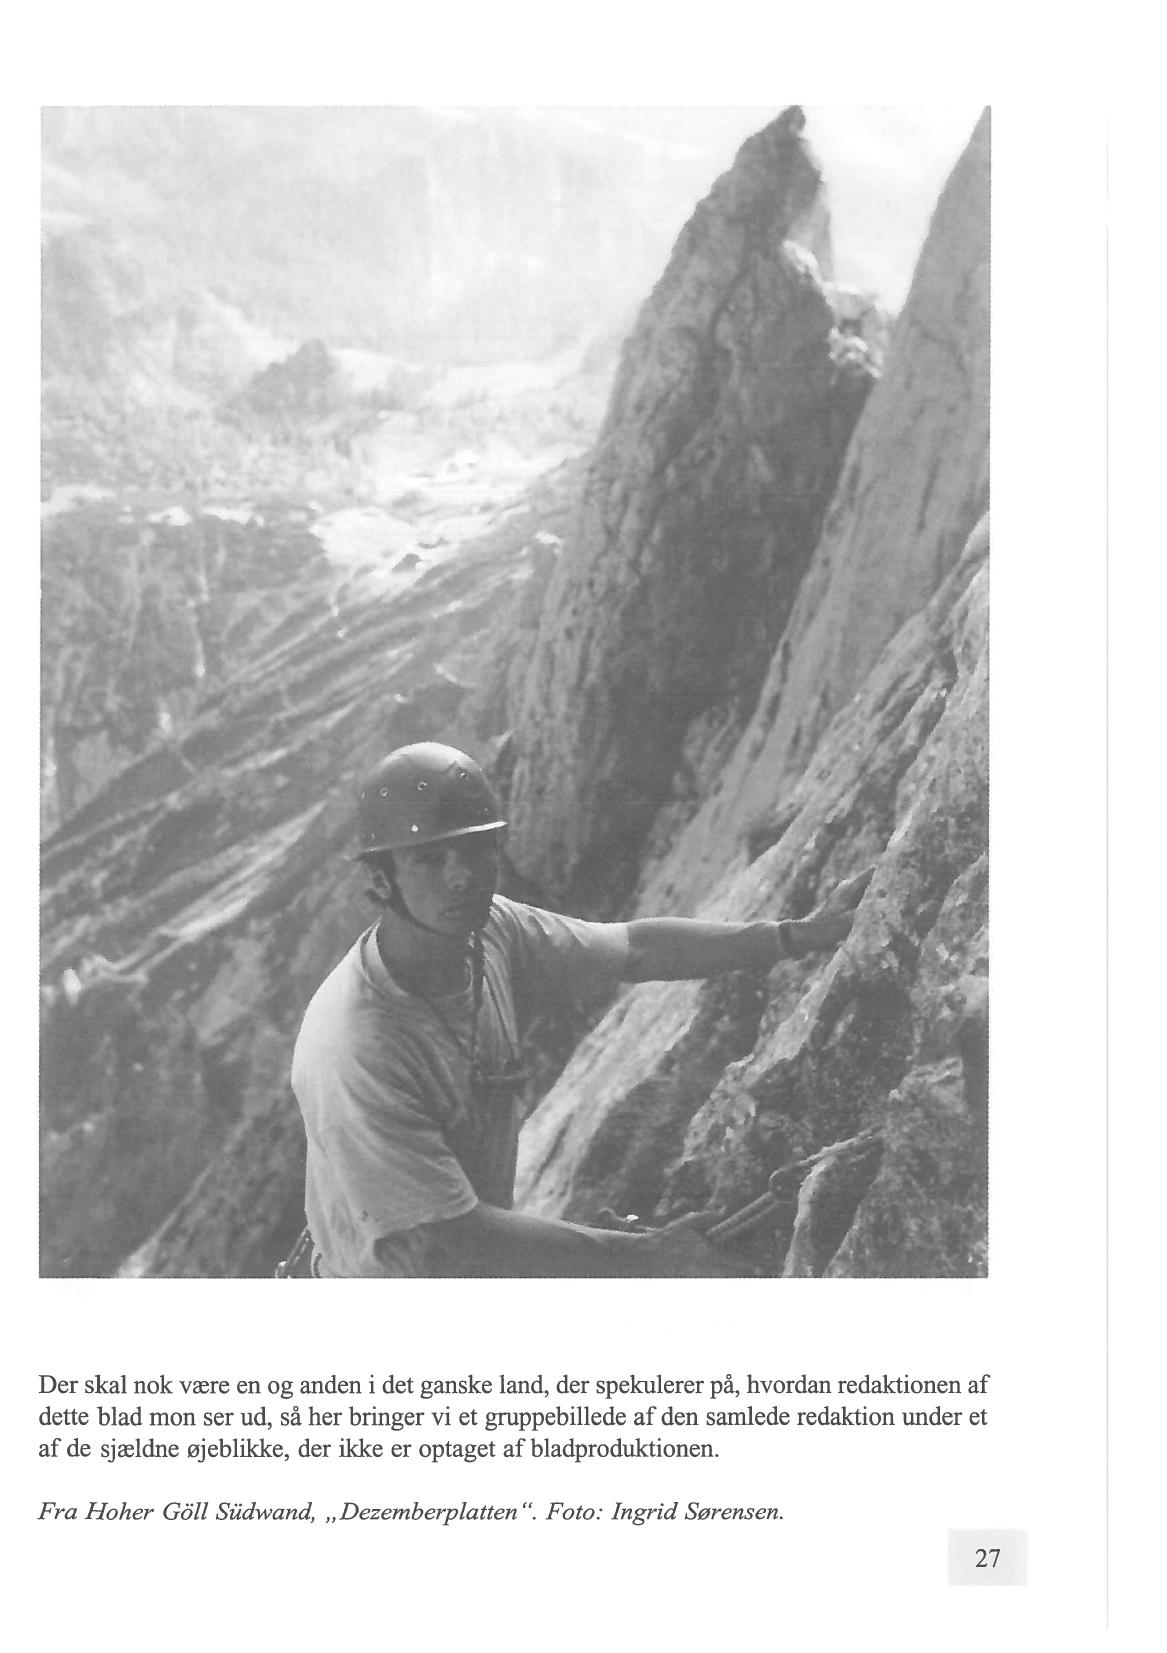 Der skal nok være en og anden i det ganske land, der spekulerer på, hvordan redaktionen af
dette blad mon ser ud, så her bringer vi et gruppebillede af den samlede redaktion under et
af de sjældne øjeblikke, der ikke er optaget af bladproduktionen.
Fra Hoher Göll Südwand, „Dezemberplatten“. Foto: Ingrid Sørensen.
27